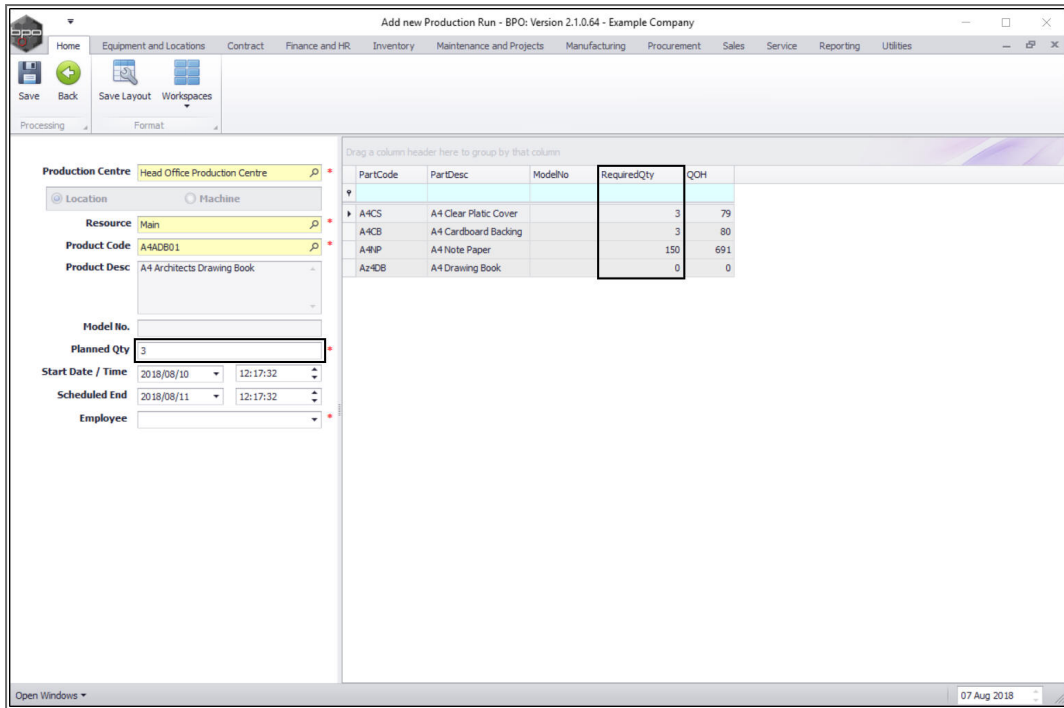 Add new Production Run - BPO: Version 2.1.0.64 - Example Company
bpo
Home Equipment and Locations Contract Finance and HR Inventory Maintenance and Projects Manufacturing Procurement Sales Service Reporting Utilities
Save Back Save Layout Workspaces
Processing Format
Drag a column header here to group by that column
Production Centre Head Office Production Centre *
Location Machine
Resource Main *
Product Code A4ADB01 *
Product Desc A4 Architects Drawing Book
Model No.
Planned Qty 3 *
Start Date / Time 2018/08/10 12:17:32
Scheduled End 2018/08/11 12:17:32
Employee *
PartCode PartDesc ModelNo RequiredQty QOH
A4CS A4 Clear Platic Cover 3 79
A4CB A4 Cardboard Backing 3 80
A4NP A4 Note Paper 150 691
Az4DB A4 Drawing Book 0 0
Open Windows 07 Aug 2018